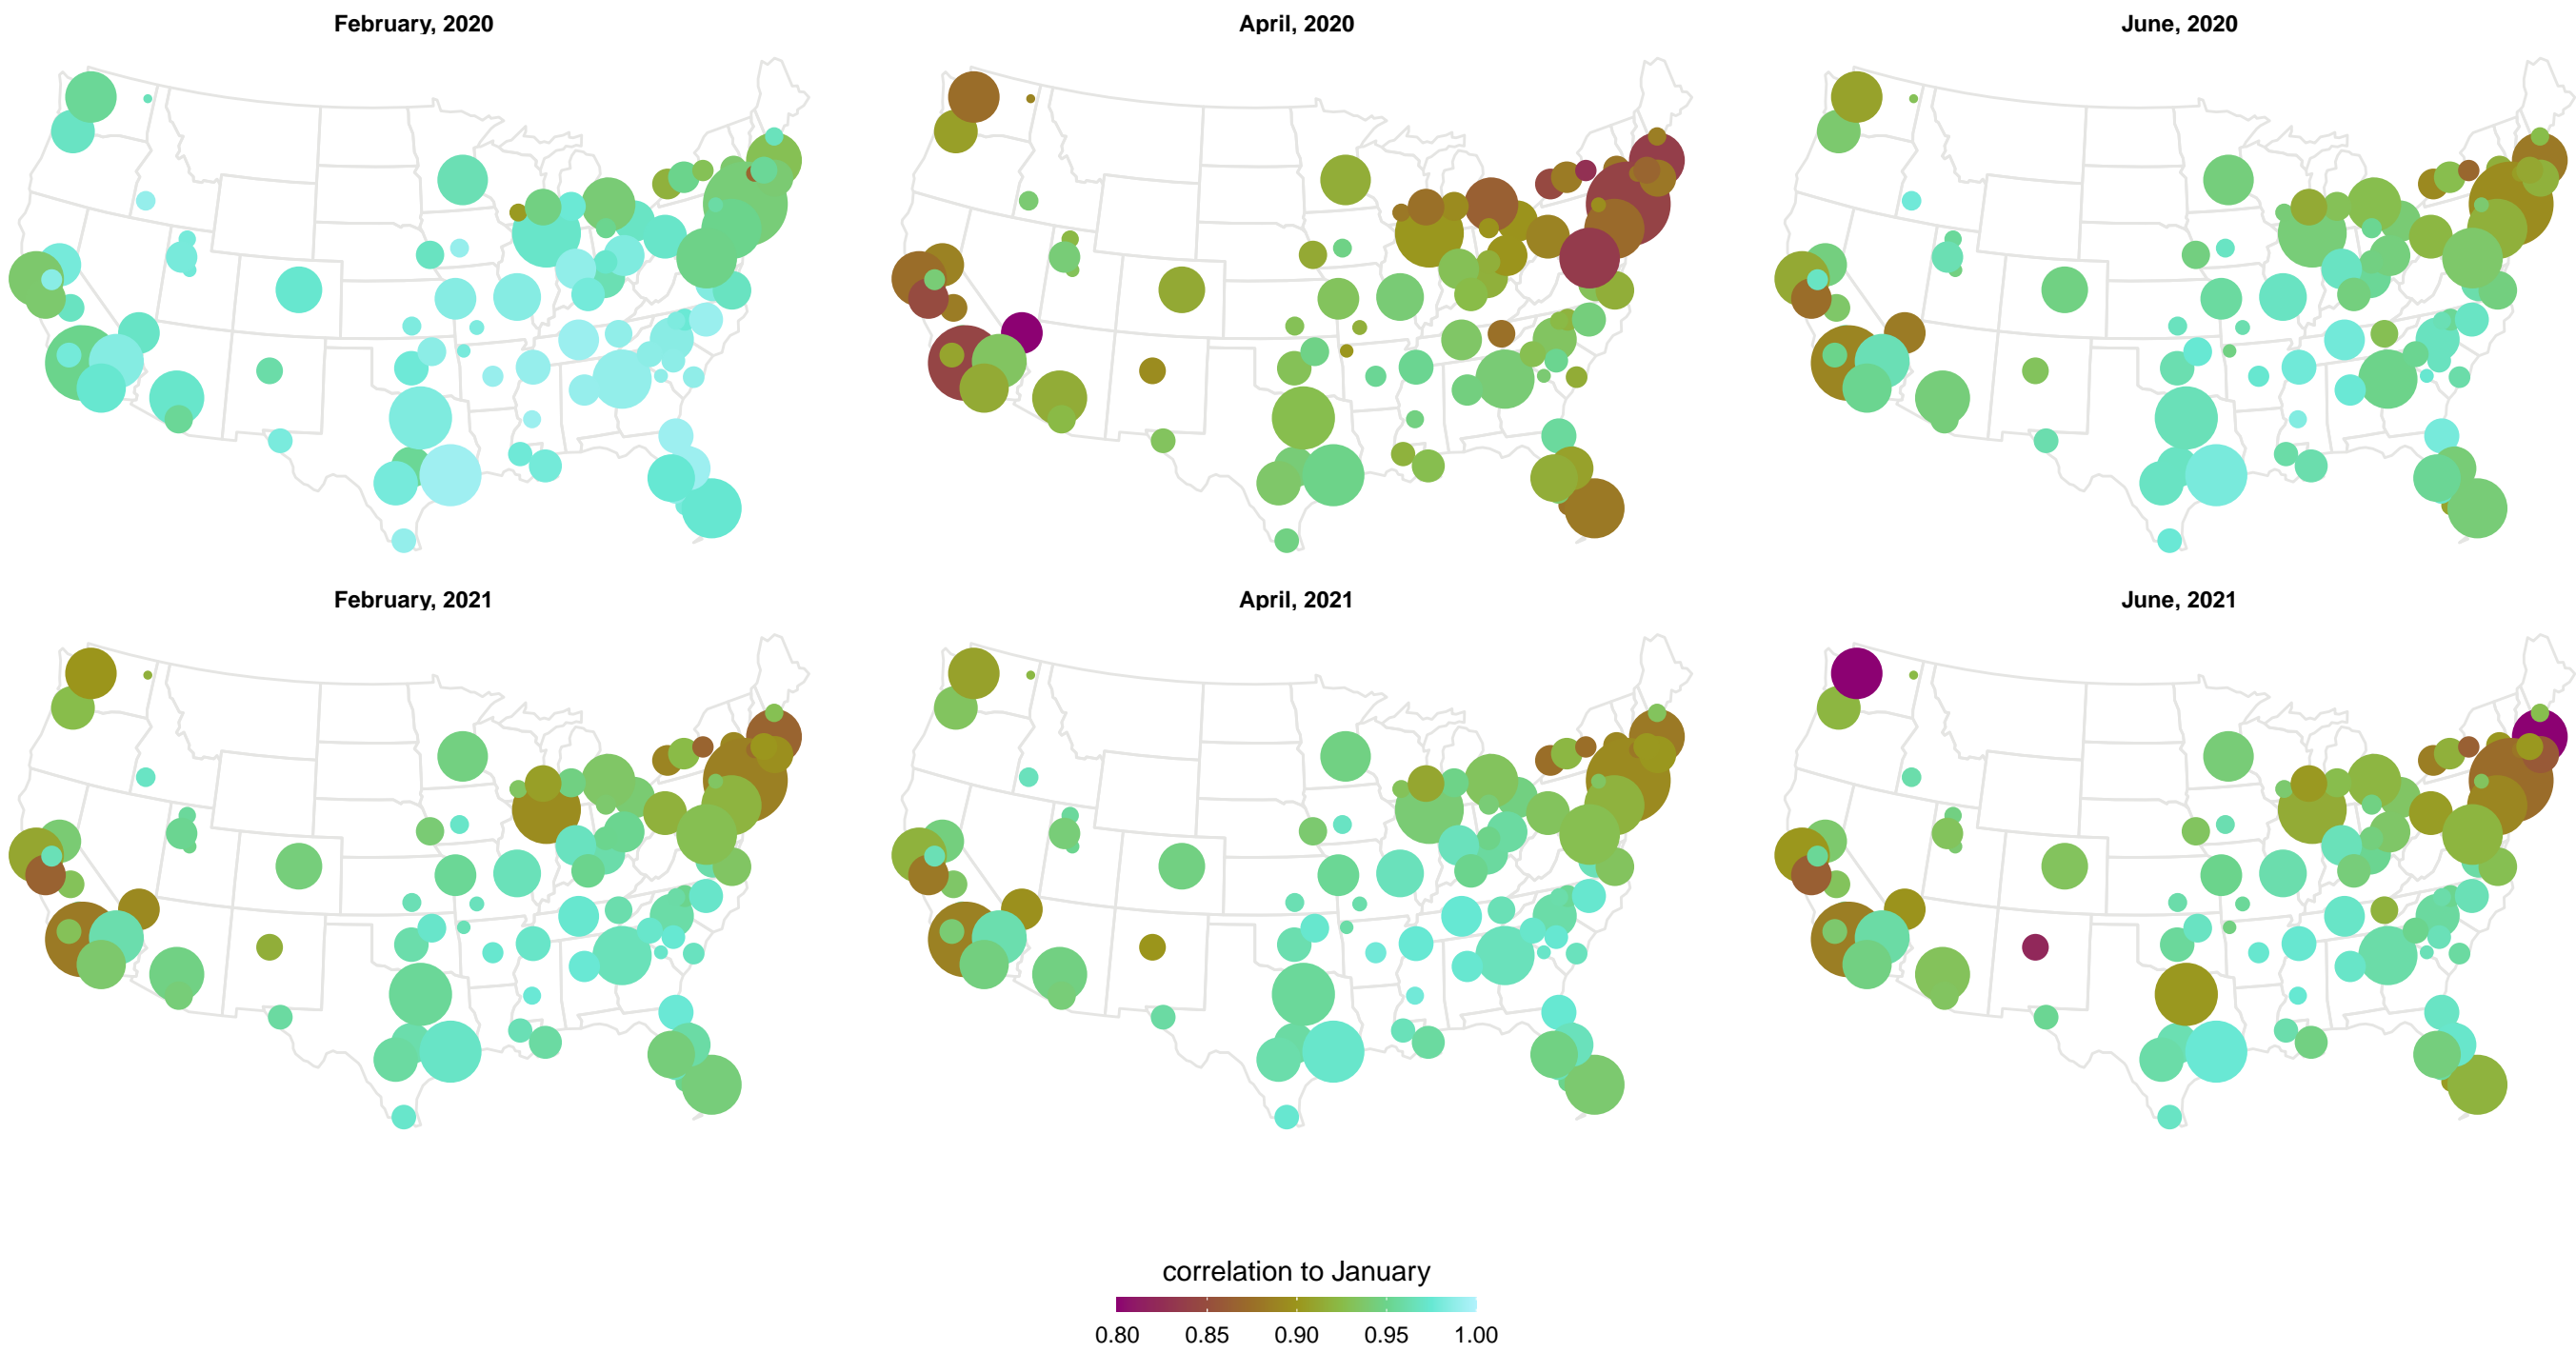 February, 2020
April, 2020
June, 2020
February, 2021
April, 2021
June, 2021
correlation to January
0.80 0.85 0.90 0.95 1.00